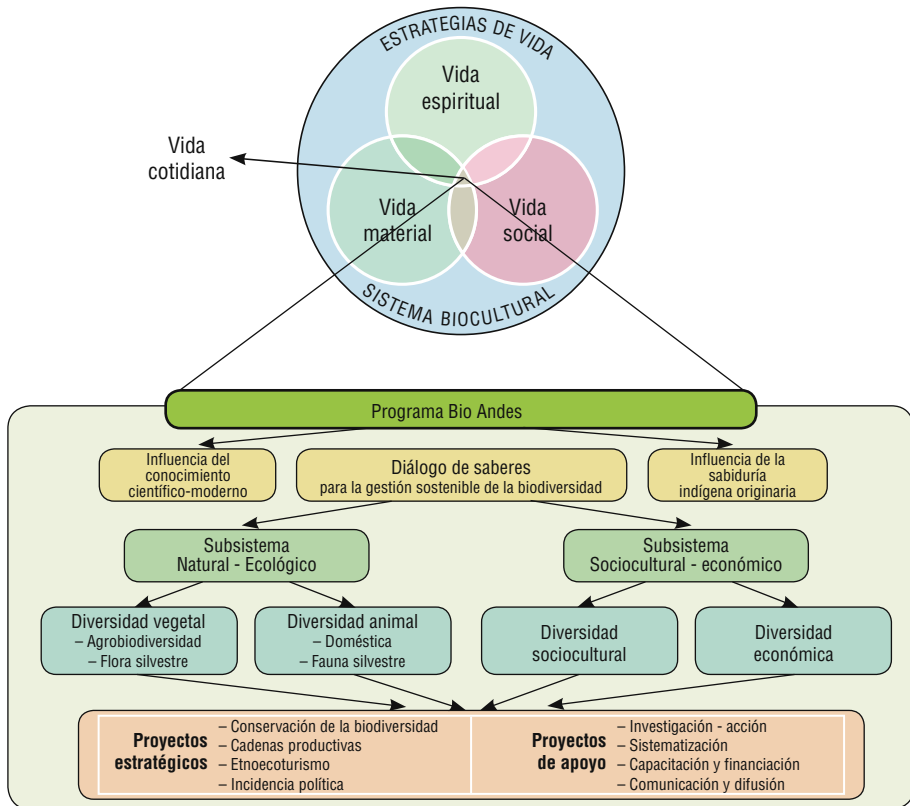 ESTRATEGIAS DE VIDA
Vida
espiritual
Vida
cotidiana
Vida
material
Vida
social
SISTEMA BIOCULTURAL
Programa Bio Andes
Influencia del
conocimiento
científico-moderno
Diálogo de saberes
para la gestión sostenible de la biodiversidad
Influencia de la
sabiduría
indígena originaria
Subsistema
Natural - Ecológico
Subsistema
Sociocultural - económico
Diversidad vegetal
– Agrobiodiversidad
– Flora silvestre
Diversidad animal
– Doméstica
– Fauna silvestre
Diversidad
sociocultural
Diversidad
económica
Proyectos
estratégicos
– Conservación de la biodiversidad
– Cadenas productivas
– Etnoecoturismo
– Incidencia política
Proyectos
de apoyo
– Investigación - acción
– Sistematización
– Capacitación y financiación
– Comunicación y difusión